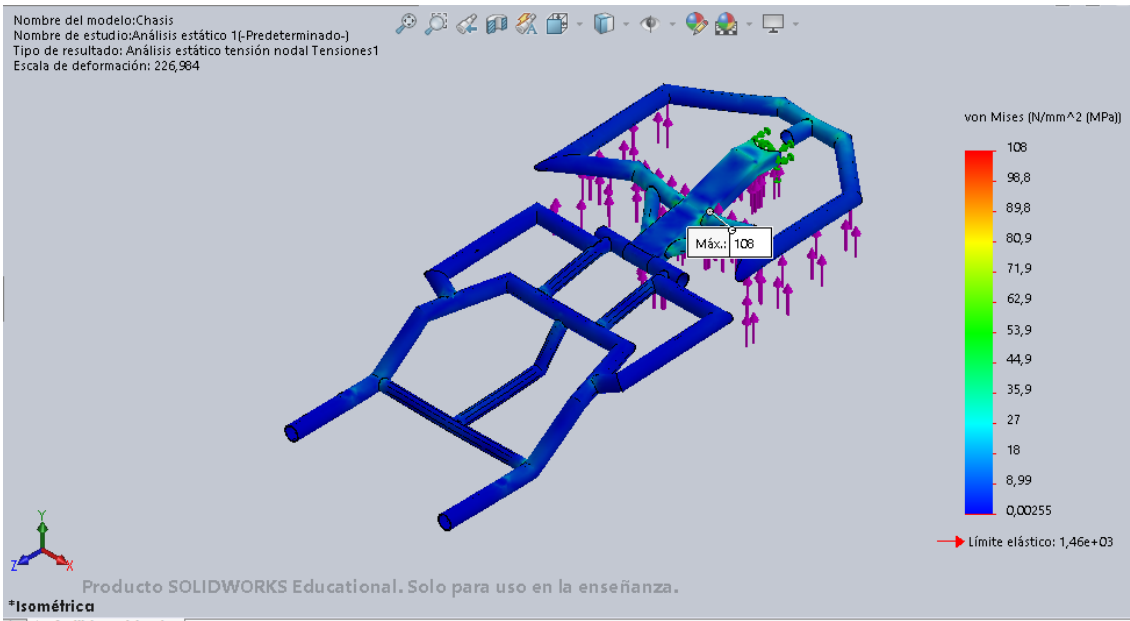 Nombre del modelo:Chasis
Nombre de estudio:Análisis estático 1(-Predeterminado-)
Tipo de resultado: Análisis estático tensión nodal Tensiones1
Escala de deformación: 226,984
von Mises (N/mm^2 (MPa))
108
98,8
89,8
80,9
71,9
62,9
53,9
44,9
35,9
27
18
8,99
0,00255
Límite elástico: 1,46e+03
Máx.: 108
Y
Z
X
Producto SOLIDWORKS Educational. Solo para uso en la enseñanza.
*Isométrica